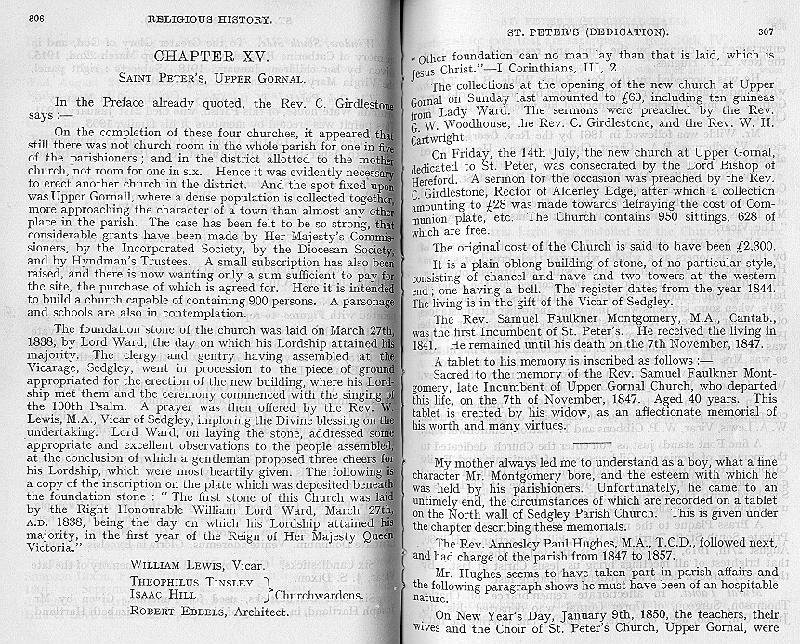 306
RELIGIOUS HISTORY.
CHAPTER XV.
SAINT PETER'S, UPPER GORNAL.
In the Preface already quoted, the Rev. C. Girdlestone
says :—
On the completion of these four churches, it appeared that
still there was not church room in the whole parish for one in five
of the parishioners ; and in the district allotted to the mother
church, not room for one in six. Hence it was evidently necessary
to erect another church in the district. And the spot fixed upon
was Upper Gornall, where a dense population is collected together,
more approaching the character of a town than almost any other
place in the parish. The case has been felt to be so strong, that
considerable grants have been made by Her Majesty's Commis-
sioners, by the Incorporated Society, by the Diocesan Society,
and by Hyndman's Trustees. A small subscription has also been
raised, and there is now wanting only a sum sufficient to pay for
the site, the purchase of which is agreed for. Here it is intended
to build a church capable of containing 900 persons. A parsonage
and schools are also in contemplation.
The foundation stone of the church was laid on March 27th,
1838, by Lord Ward, the day on which his Lordship attained his
majority. The clergy and gentry having assembled at the
Vicarage, Sedgley, went in procession to the piece of ground
appropriated for the erection of the new building, where his Lord-
ship met them and the ceremony commenced with the singing of
the 100th Psalm. A prayer was then offered by the Rev. W.
Lewis, M.A., Vicar of Sedgley, imploring the Divine blessing on the
undertaking. Lord Ward, on laying the stone, addressed some
appropriate and excellent observations to the people assembled,
at the conclusion of which a gentleman proposed three cheers for
his Lordship, which were most heartily given. The following is
a copy of the inscription on the plate which was deposited beneath
the foundation stone : " The first stone of this Church was laid
by the Right Honourable William Lord Ward, March 27th,
A.D. 1838, being the day on which his Lordship attained his
majority, in the first year of the Reign of Her Majesty Queen
Victoria."
WILLIAM LEWIS, Vicar.
THEOPHILUS TINSLEY
ISAAC HILL } Churchwardens.
ROBERT EBBLES, Architect.
ST. PETER'S (DEDICATION).
307
" Other foundation can no man lay than that is laid, which is
Jesus Christ."—I Corinthians, III, 9.
The collections at the opening of the new church at Upper
Gornal on Sunday last amounted to £60, including ten guineas
from Lady Ward. The sermons were preached by the Rev.
G. W. Woodhouse, the Rev. C. Girdlestone, and the Rev. W. H.
Cartwright.
On Friday, the 14th July, the new church at Upper Gornal,
dedicated to St. Peter, was consecrated by the Lord Bishop of
Hereford. A sermon for the occasion was preached by the Rev.
C. Girdlestone, Rector of Alderley Edge, after which a collection
amounting to £28 was made towards defraying the cost of Com-
munion plate, etc. The Church contains 950 sittings, 628 of
which are free.
The original cost of the Church is said to have been £2,300.
It is a plain oblong building of stone, of no particular style,
consisting of chancel and nave and two towers at the western
end ; one having a bell. The register dates from the year 1844.
The living is in the gift of the Vicar of Sedgley.
The Rev. Samuel Faulkner Montgomery, M.A., Cantab.,
was the first Incumbent of St. Peter's. He received the living in
1841. He remained until his death on the 7th November, 1847.
A tablet to his memory is inscribed as follows :—
Sacred to the memory of the Rev. Samuel Faulkner Mont-
gomery, late Incumbent of Upper Gornal Church, who departed
this life, on the 7th of November, 1847. Aged 40 years. This
tablet is erected by his widow, as an affectionate memorial of
his worth and many virtues.
My mother always led me to understand as a boy, what a fine
character Mr. Montgomery bore, and the esteem with which he
was held by his parishioners. Unfortunately, he came to an
untimely end, the circumstances of which are recorded on a tablet
on the North wall of Sedgley Parish Church. This is given under
the chapter describing these memorials.
The Rev. Annesley Paul Hughes, M.A., T.C.D., followed next,
and had charge of the parish from 1847 to 1857.
Mr. Hughes seems to have taken part in parish affairs and
the following paragraph shows he must have been of an hospitable
nature.
On New Year's Day, January 9th, 1850, the teachers, their
wives and the Choir of St. Peter's Church, Upper Gornal, were